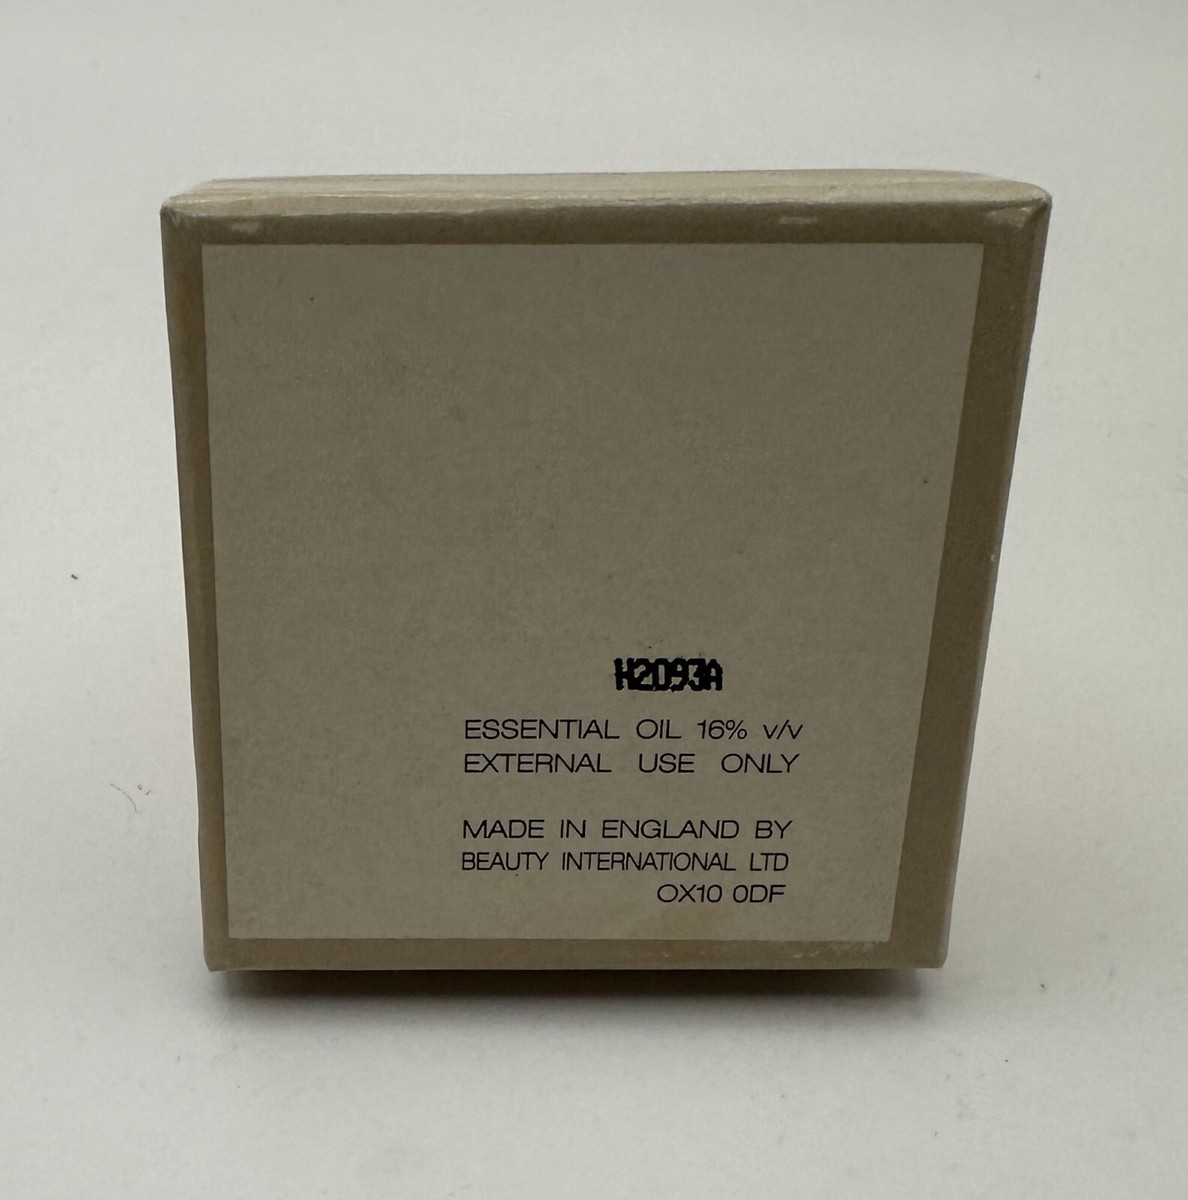 H2093A
ESSENTIAL OIL 16% v/v
EXTERNAL USE ONLY
MADE IN ENGLAND BY
BEAUTY INTERNATIONAL LTD
OX10 0DF